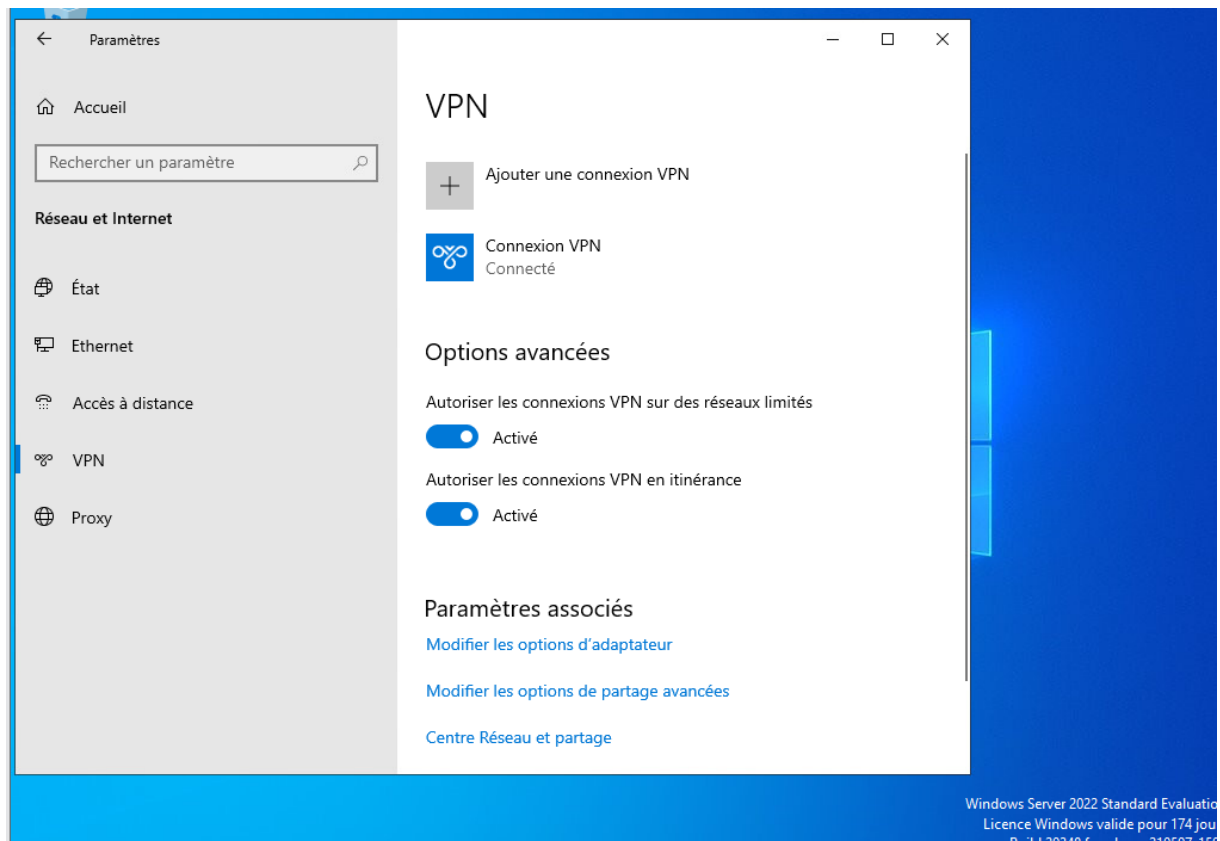 Paramètres
Accueil
Rechercher un paramètre
Réseau et Internet
État
Ethernet
Accès à distance
VPN
Proxy
VPN
Ajouter une connexion VPN
Connexion VPN
Connecté
Options avancées
Autoriser les connexions VPN sur des réseaux limités
Activé
Autoriser les connexions VPN en itinérance
Activé
Paramètres associés
Modifier les options d'adaptateur
Modifier les options de partage avancées
Centre Réseau et partage
Windows Server 2022 Standard Evaluatio
Licence Windows valide pour 174 jou